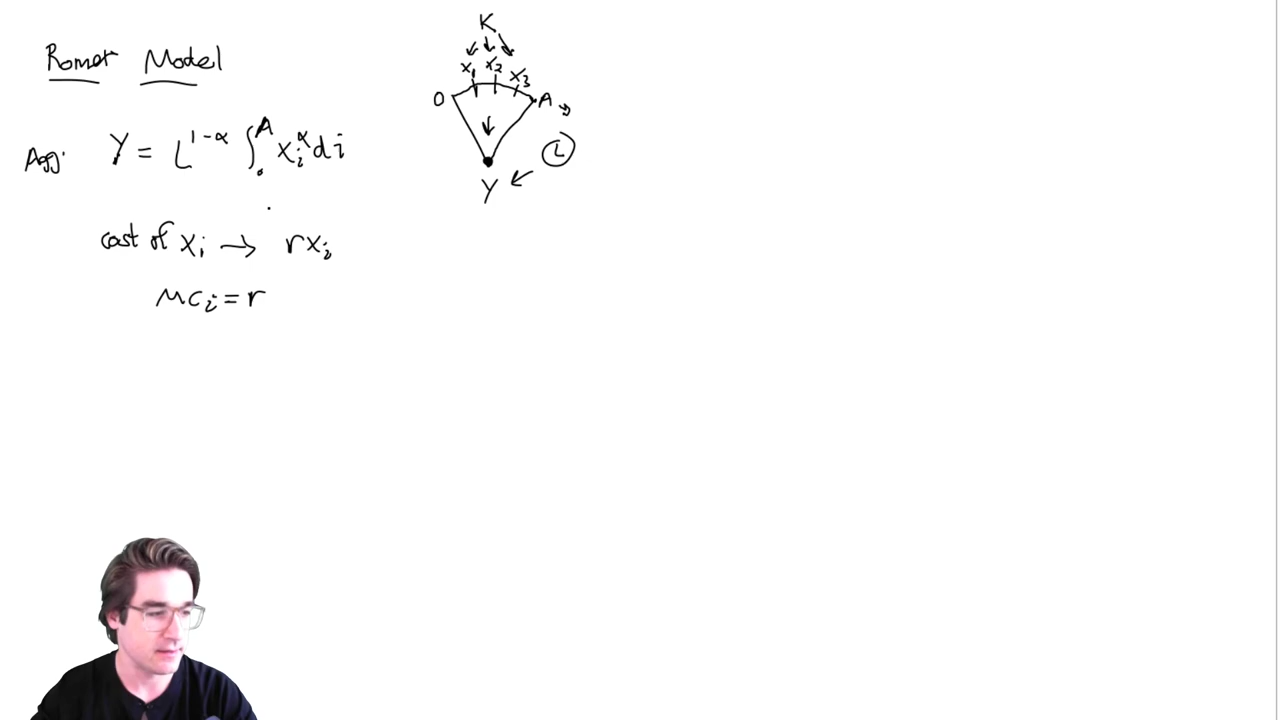 Romer Model
Agg: Y = L^{1-α} ∫_0^A x_i^α di
cost of x_i → r x_i
MC_i = r
K
x_1 x_2 x_3
0 A →
L
Y